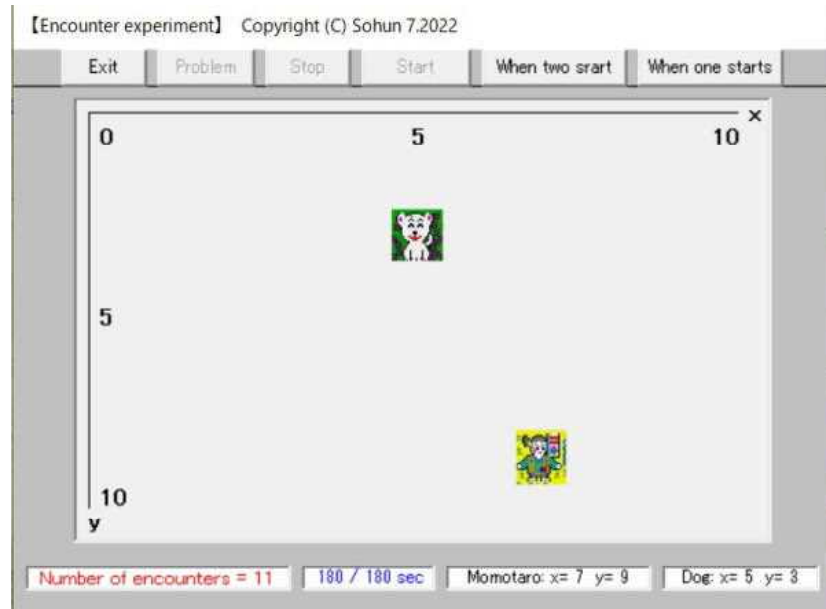 【Encounter experiment】 Copyright (C) Sohun 7.2022
Exit Problem Stop Start When two srart When one starts
x
0 5 10
5
10
y
Number of encounters = 11 180 / 180 sec Momotaro: x= 7 y= 9 Dog: x= 5 y= 3